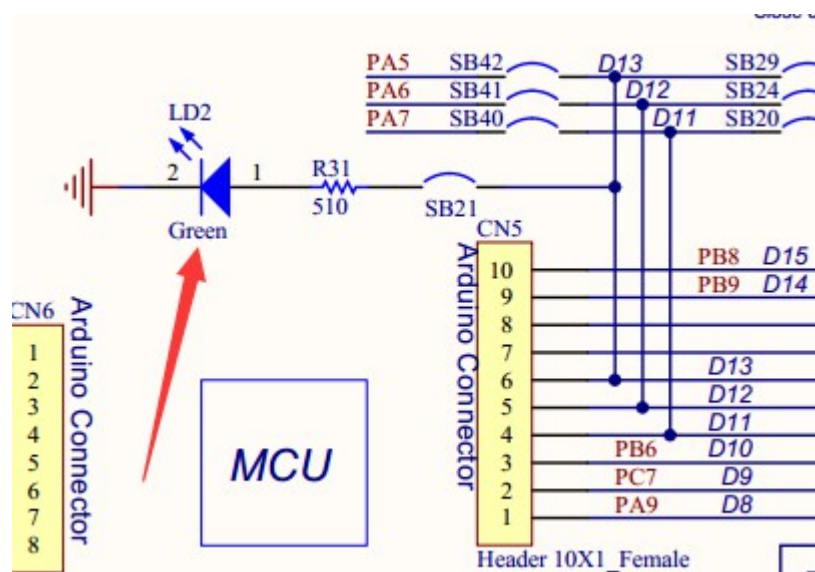 PA5 SB42 D13 SB29
PA6 SB41 D12 SB24
PA7 SB40 D11 SB20
LD2
2 1 R31
510
SB21
Green
CN5
Arduino Connector
10 PB8 D15
9 PB9 D14
8
7
6 D13
5 D12
4 D11
3 PB6 D10
2 PC7 D9
1 PA9 D8
Header 10X1_Female
CN6
Arduino Connector
1
2
3
4
5
6
7
8
MCU